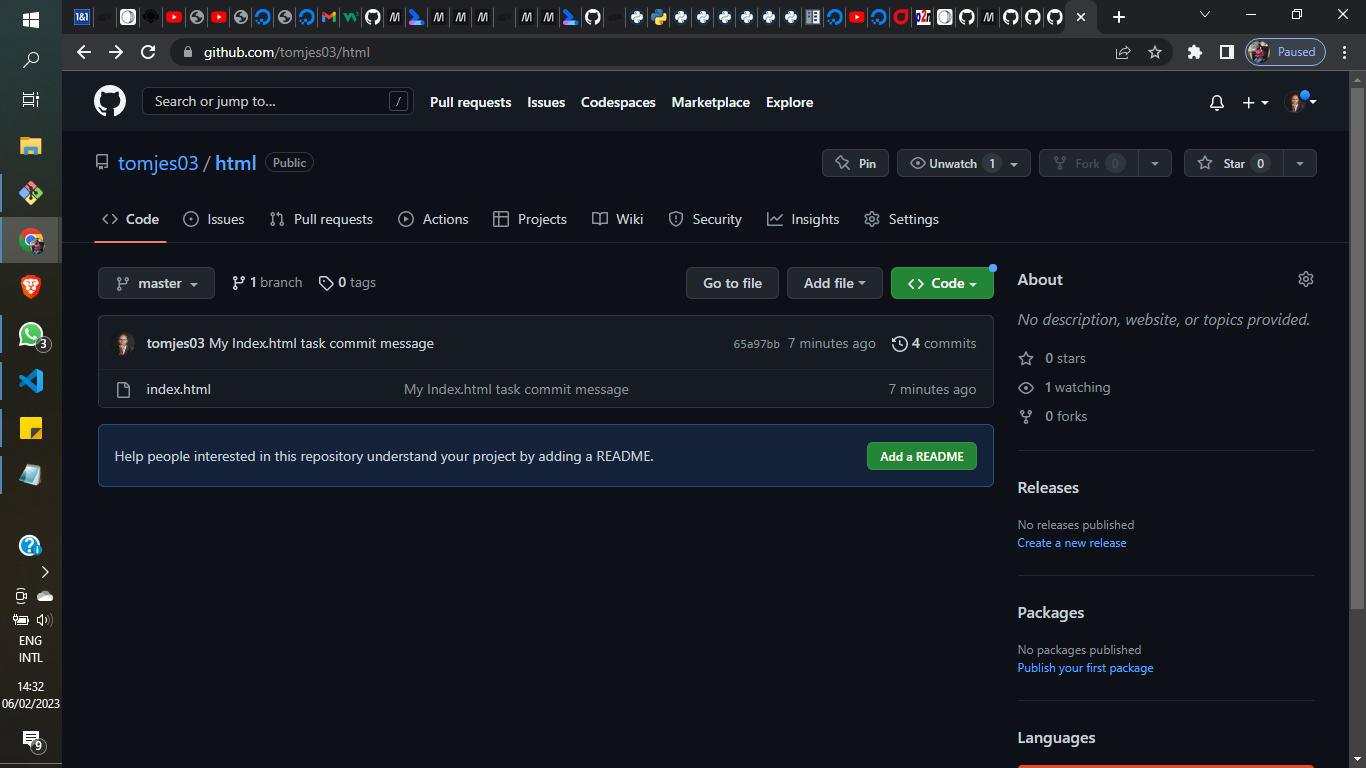 1&1
github.com/tomjes03/html
Paused
Search or jump to...
/
Pull requests
Issues
Codespaces
Marketplace
Explore
tomjes03 / html
Public
Pin
Unwatch 1
Fork 0
Star 0
Code
Issues
Pull requests
Actions
Projects
Wiki
Security
Insights
Settings
master
1 branch
0 tags
Go to file
Add file
Code
tomjes03 My Index.html task commit message
65a97bb 7 minutes ago
4 commits
index.html
My Index.html task commit message
7 minutes ago
Help people interested in this repository understand your project by adding a README.
Add a README
About
No description, website, or topics provided.
0 stars
1 watching
0 forks
Releases
No releases published
Create a new release
Packages
No packages published
Publish your first package
Languages
3
ENG
INTL
14:32
06/02/2023
9